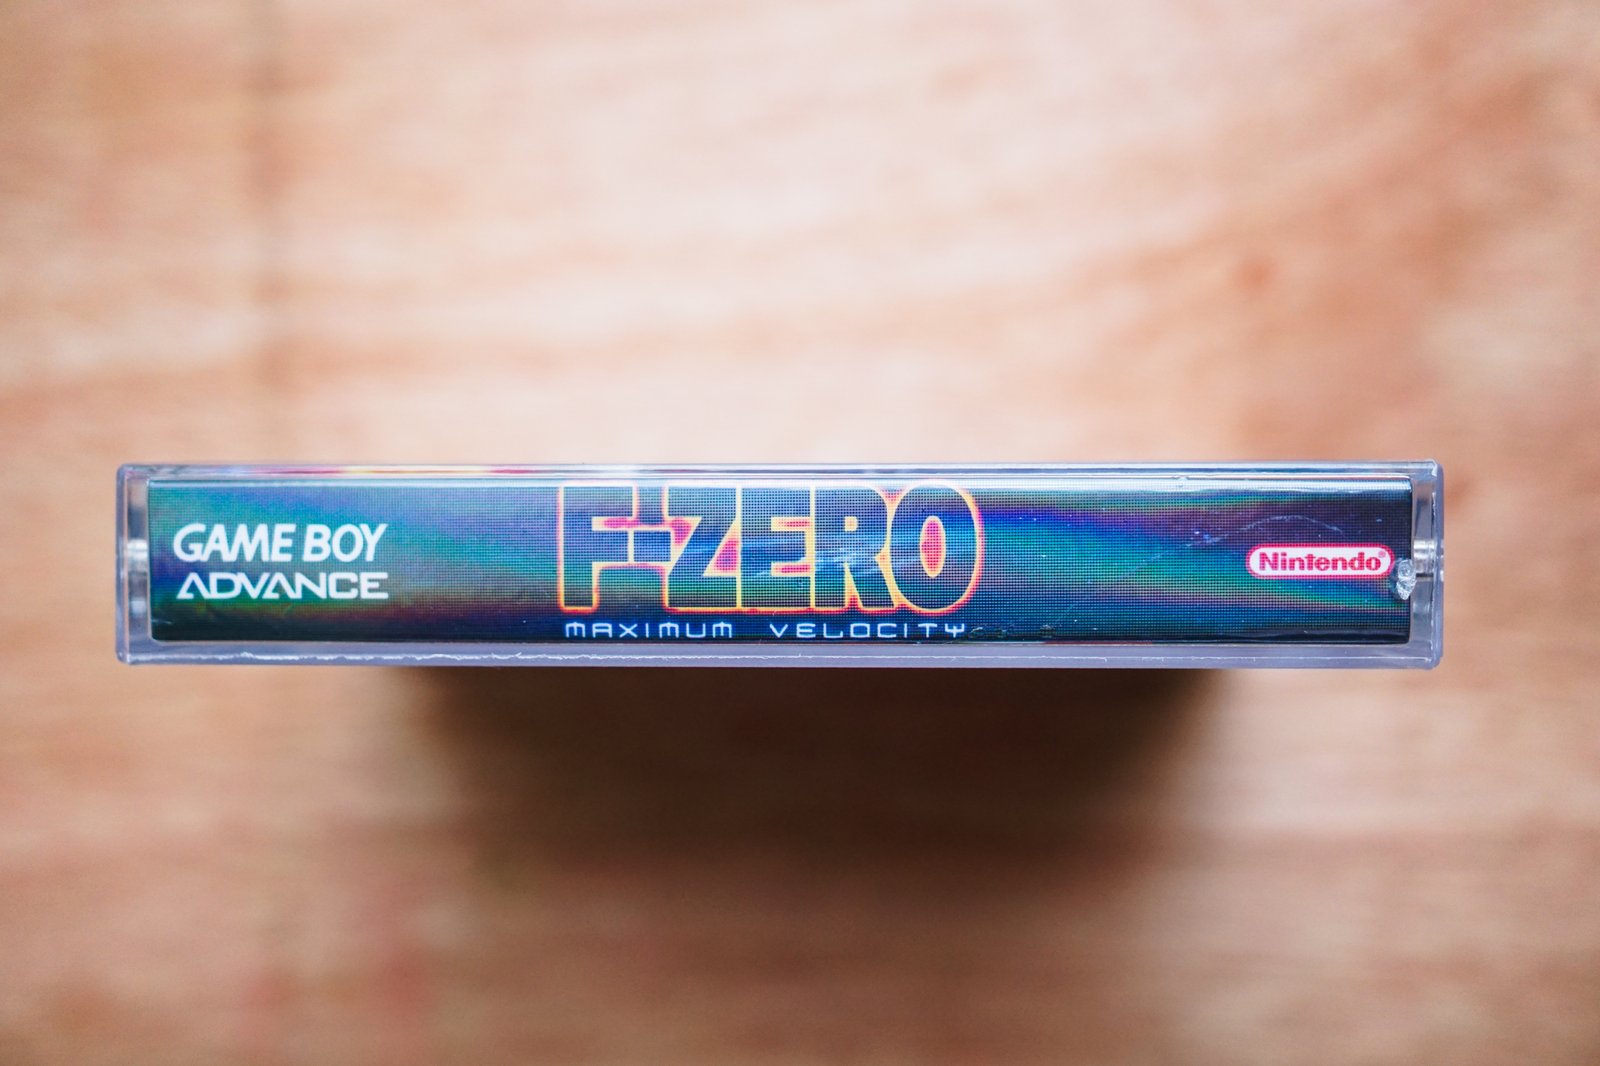 GAME BOY
ADVANCE
F-ZERO
MAXIMUM VELOCITY
Nintendo®